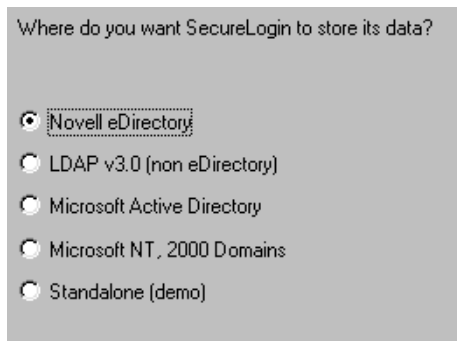 Where do you want SecureLogin to store its data?
Novell eDirectory
LDAP v3.0 (non eDirectory)
Microsoft Active Directory
Microsoft NT, 2000 Domains
Standalone (demo)